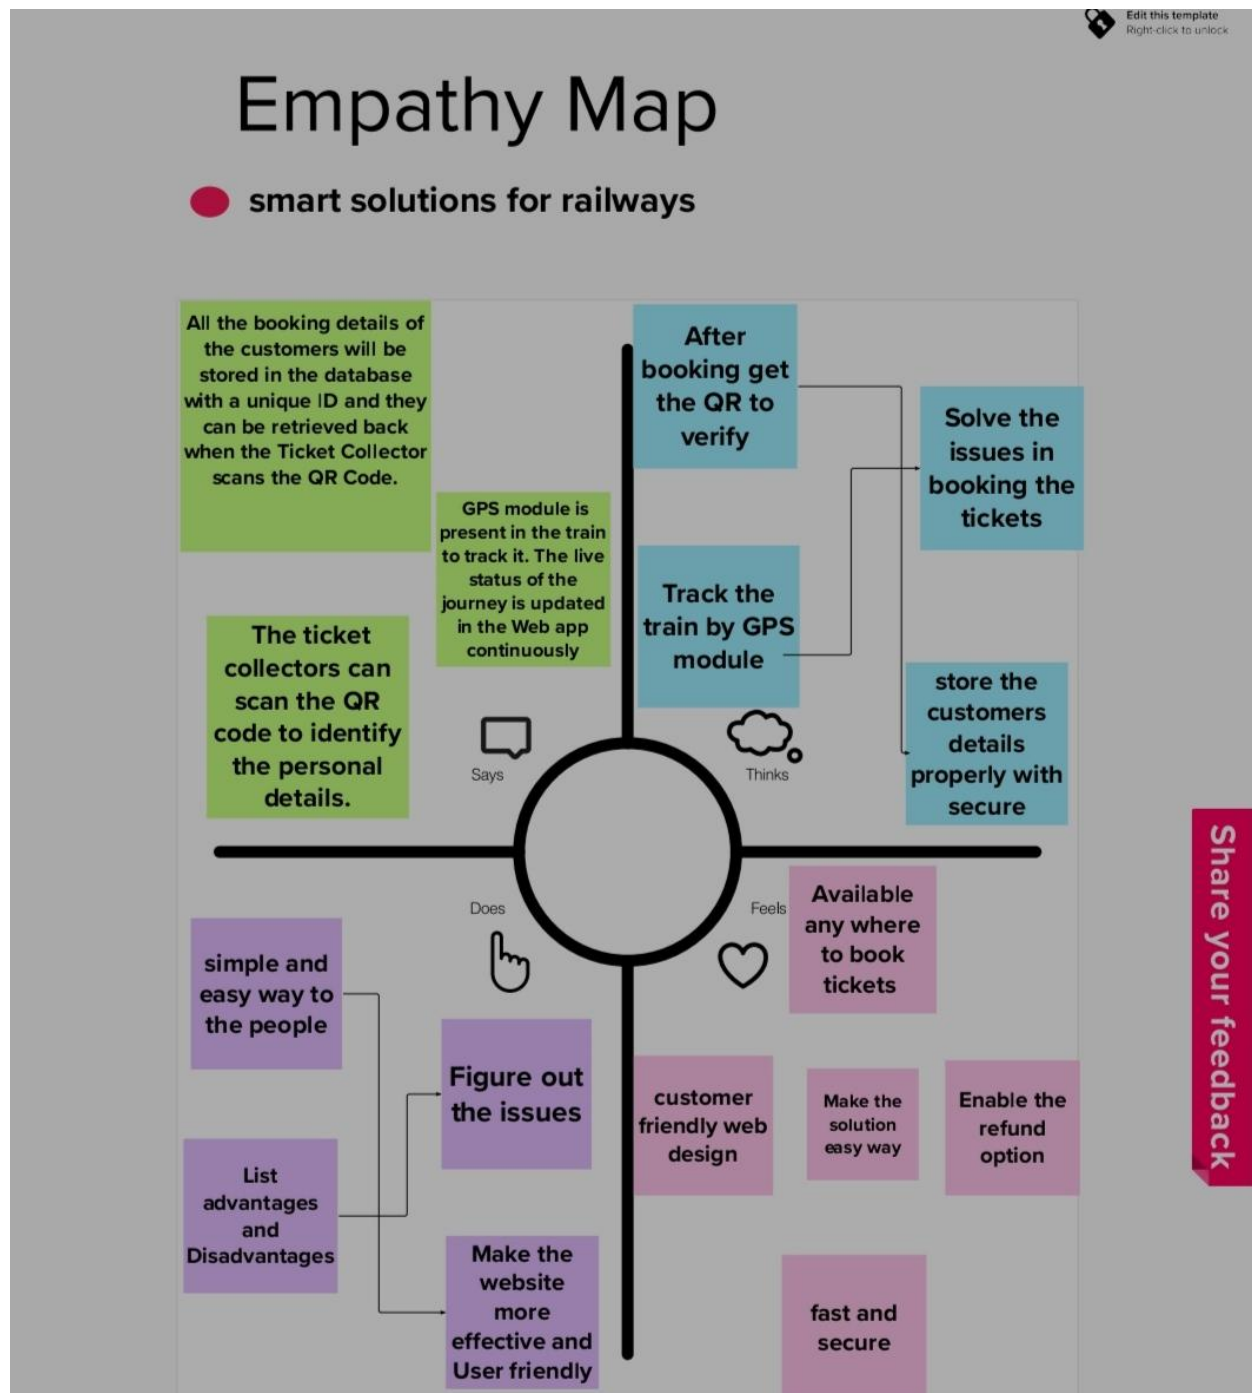 Edit this template
Right-click to unlock
Empathy Map
smart solutions for railways
All the booking details of
the customers will be
stored in the database
with a unique ID and they
can be retrieved back
when the Ticket Collector
scans the QR Code.
GPS module is
present in the train
to track it. The live
status of the
journey is updated
in the Web app
continuously
The ticket
collectors can
scan the QR
code to identify
the personal
details.
Says
After
booking get
the QR to
verify
Solve the
issues in
booking the
tickets
Track the
train by GPS
module
store the
customers
details
properly with
secure
Thinks
Does
simple and
easy way to
the people
Figure out
the issues
List
advantages
and
Disadvantages
Make the
website
more
effective and
User friendly
Feels
Available
any where
to book
tickets
customer
friendly web
design
Make the
solution
easy way
Enable the
refund
option
fast and
secure
Share your feedback